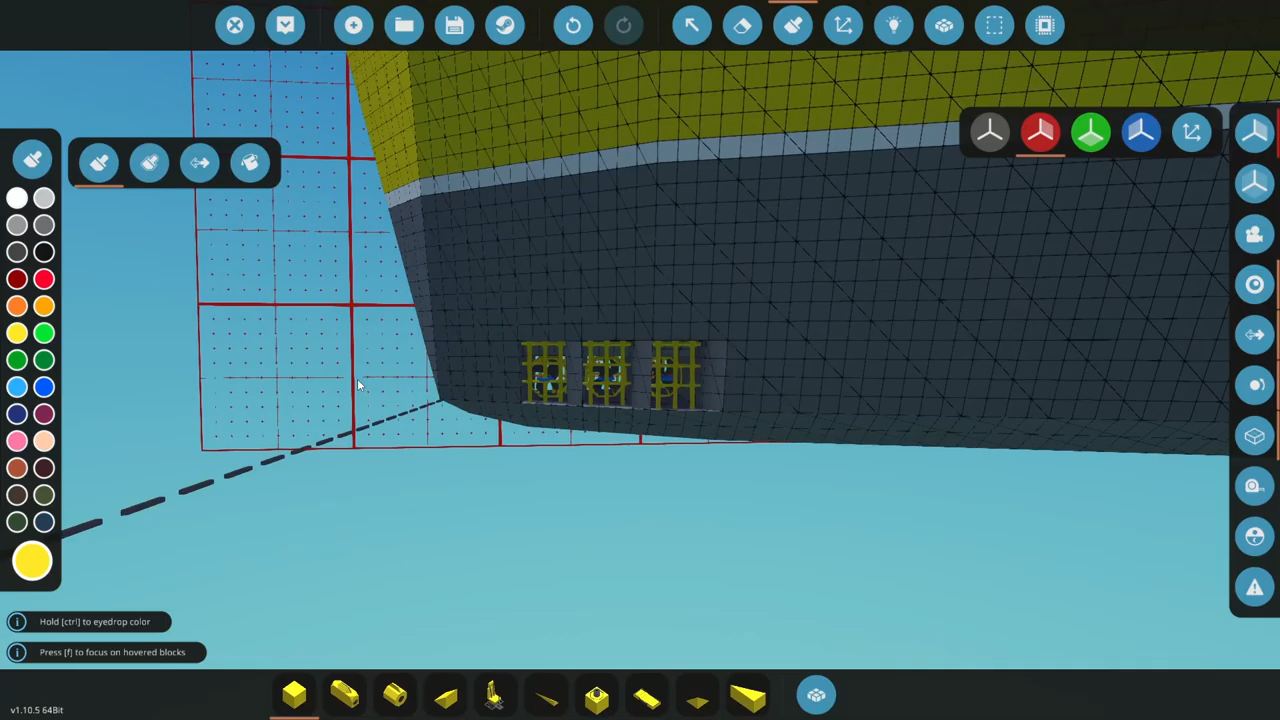 Hold [ctrl] to eyedrop color
Press [f] to focus on hovered blocks
v1.10.5 64Bit